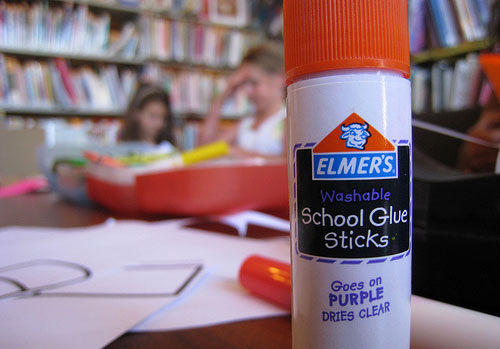 ELMER'S
Washable
School Glue
Sticks
Goes on
PURPLE
DRIES CLEAR